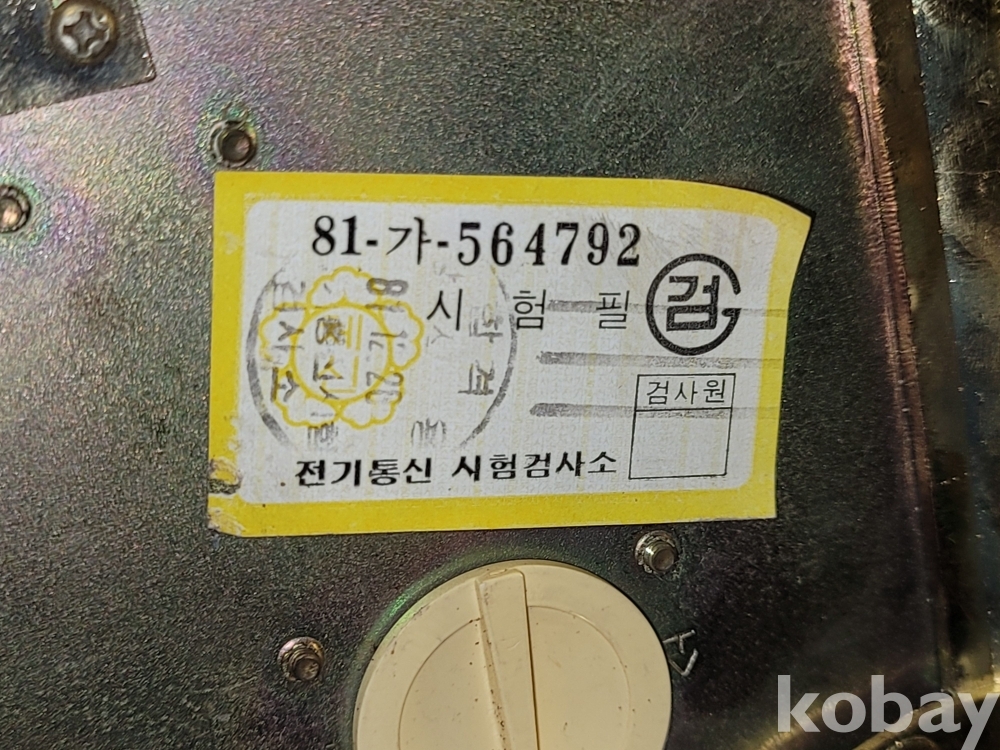 81-가-564792
시 험 필 검
검사원
전기통신 시험검사소
kobay